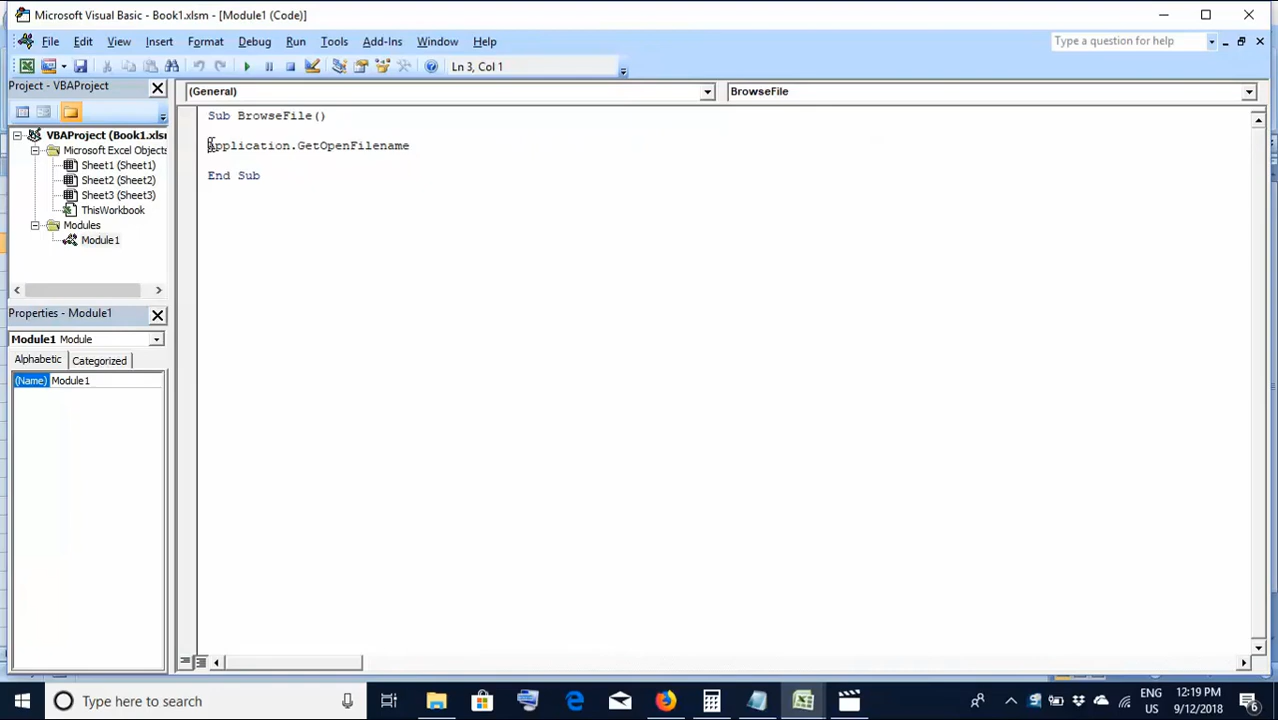 Microsoft Visual Basic - Book1.xlsm - [Module1 (Code)]
File Edit View Insert Format Debug Run Tools Add-Ins Window Help
Type a question for help
Ln 3, Col 1
Project - VBAProject
(General)
BrowseFile
VBAProject (Book1.xlsm
Microsoft Excel Objects
Sheet1 (Sheet1)
Sheet2 (Sheet2)
Sheet3 (Sheet3)
ThisWorkbook
Modules
Module1
Sub BrowseFile()
Application.GetOpenFilename
End Sub
Properties - Module1
Module1 Module
Alphabetic Categorized
(Name) Module1
Type here to search
ENG
US
12:19 PM
9/12/2018
6